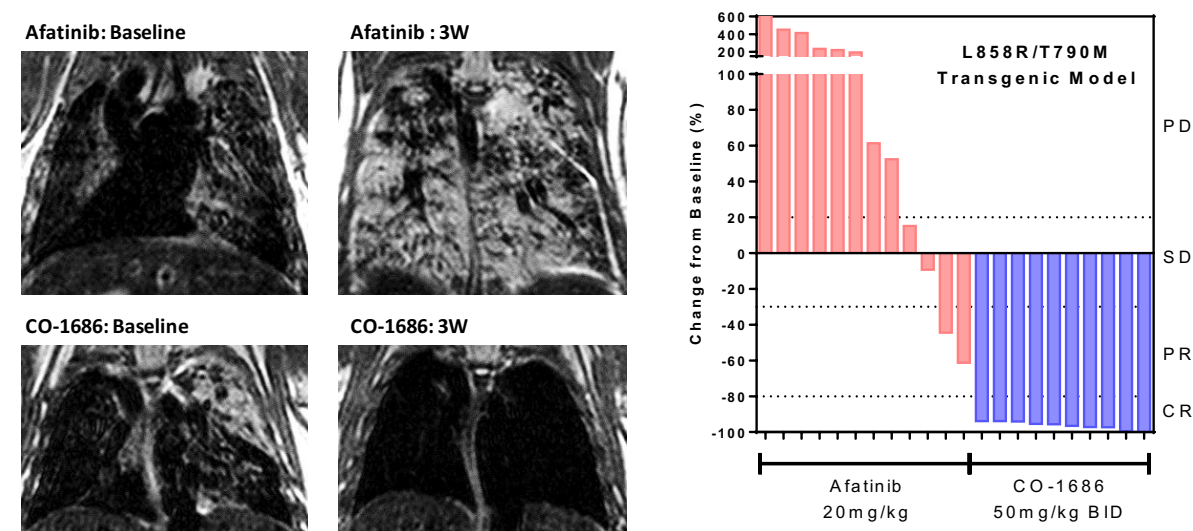 Afatinib: Baseline
Afatinib : 3W
CO-1686: Baseline
CO-1686: 3W
Change from Baseline (%)
600
400
200
100
80
60
40
20
0
-20
-40
-60
-80
-100
L858R/T790M
Transgenic Model
PD
SD
PR
CR
Afatinib
20mg/kg
CO-1686
50mg/kg BID